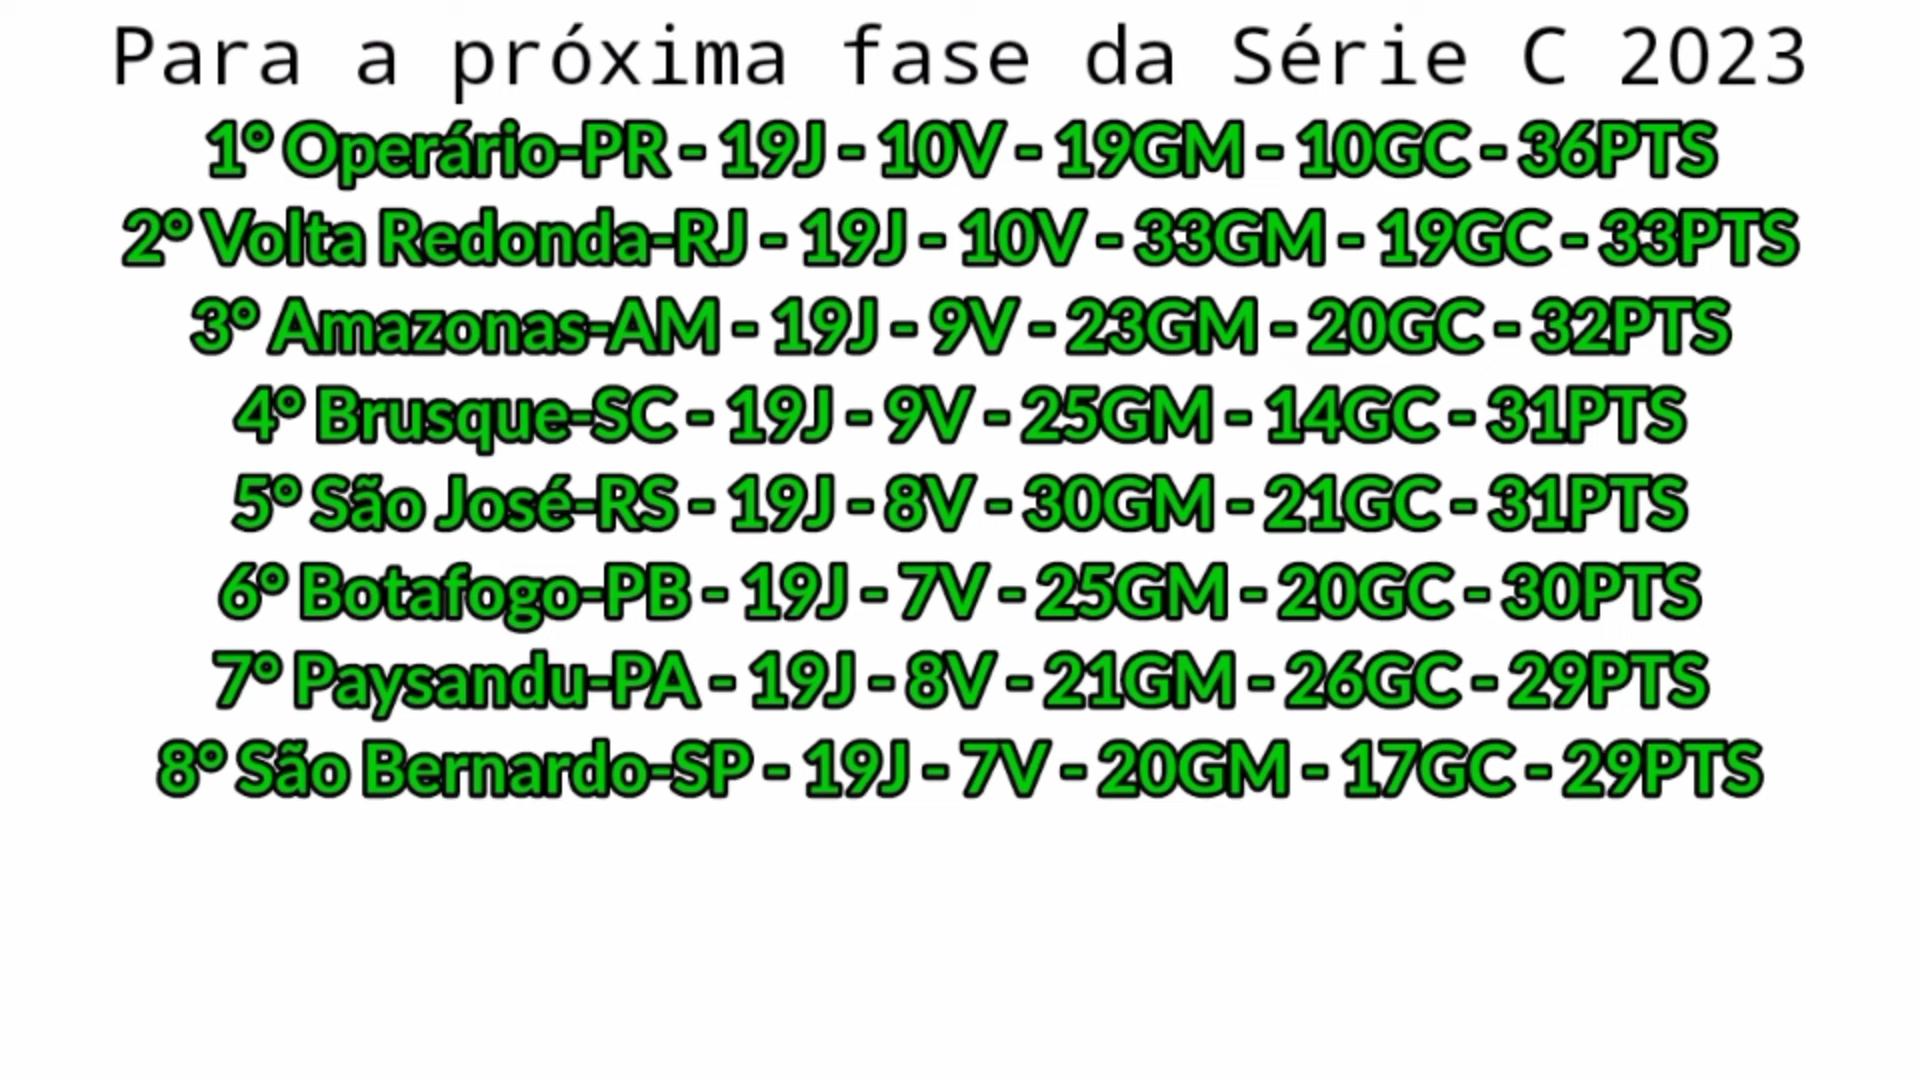 Para a próxima fase da Série C 2023
1° Operário-PR - 19J - 10V - 19GM - 10GC - 36PTS
2° Volta Redonda-RJ - 19J - 10V - 33GM - 19GC - 33PTS
3° Amazonas-AM - 19J - 9V - 23GM - 20GC - 32PTS
4° Brusque-SC - 19J - 9V - 25GM - 14GC - 31PTS
5° São José-RS - 19J - 8V - 30GM - 21GC - 31PTS
6° Botafogo-PB - 19J - 7V - 25GM - 20GC - 30PTS
7° Paysandu-PA - 19J - 8V - 21GM - 26GC - 29PTS
8° São Bernardo-SP - 19J - 7V - 20GM - 17GC - 29PTS